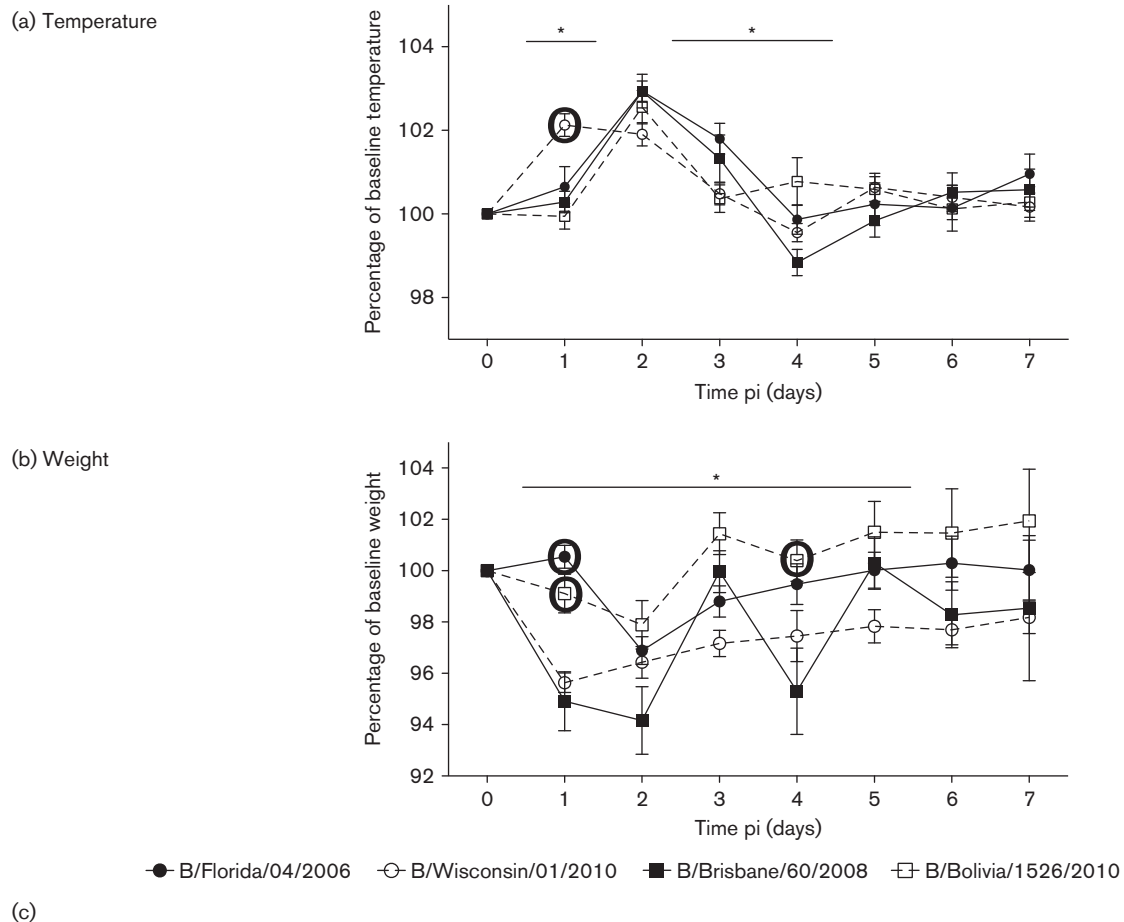 (a) Temperature
Percentage of baseline temperature
104
102
100
98
*
*
0 1 2 3 4 5 6 7
Time pi (days)
(b) Weight
Percentage of baseline weight
104
102
100
98
96
94
92
*
0 1 2 3 4 5 6 7
Time pi (days)
B/Florida/04/2006 B/Wisconsin/01/2010 B/Brisbane/60/2008 B/Bolivia/1526/2010
(c)